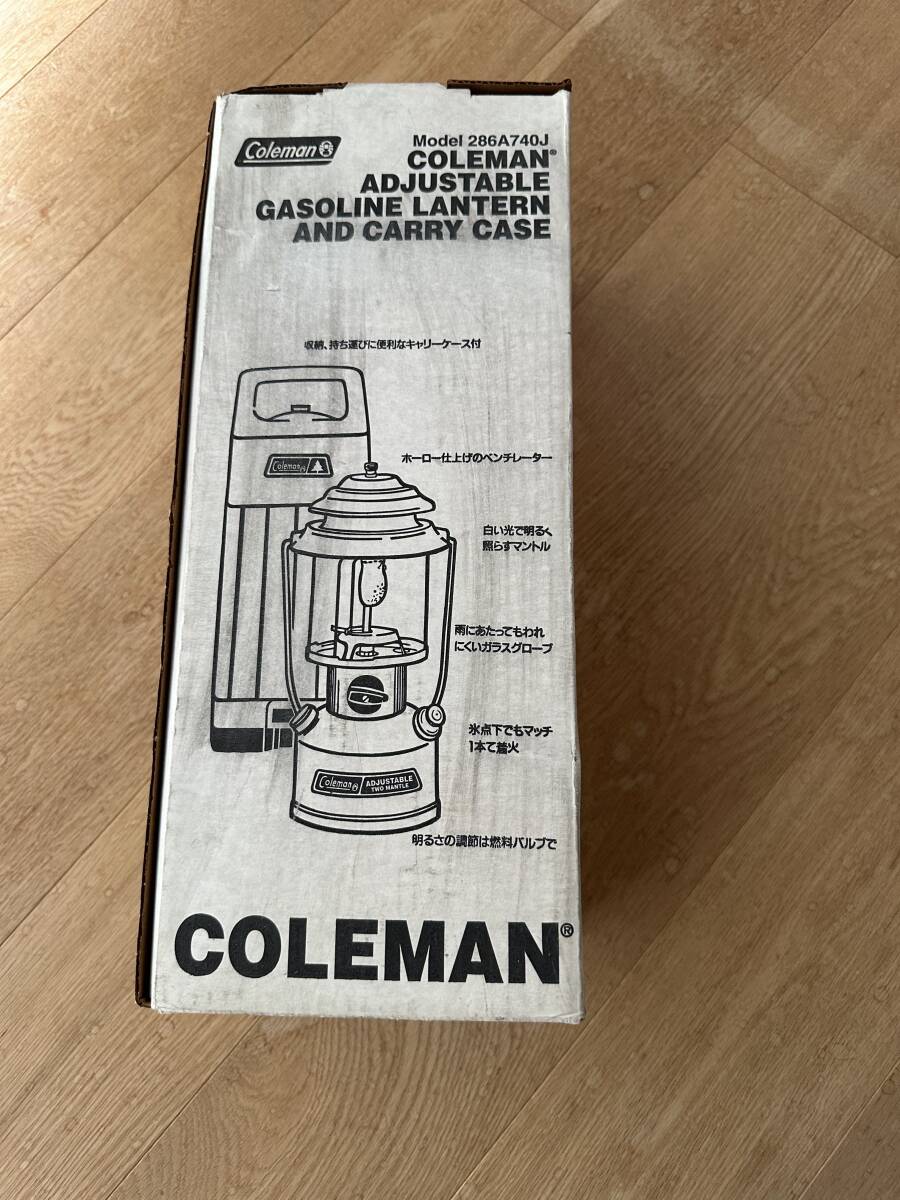 Coleman
Model 286A740J
COLEMAN®
ADJUSTABLE
GASOLINE LANTERN
AND CARRY CASE
収納、持ち運びに便利なキャリーケース付
Coleman
ホーロー仕上げのベンチレーター
白い光で明るく
照らすマントル
雨にあたってもわれ
にくいガラスグローブ
氷点下でもマッチ
1本で着火
Coleman ADJUSTABLE
TWO MANTLE
明るさの調節は燃料バルブで
COLEMAN®